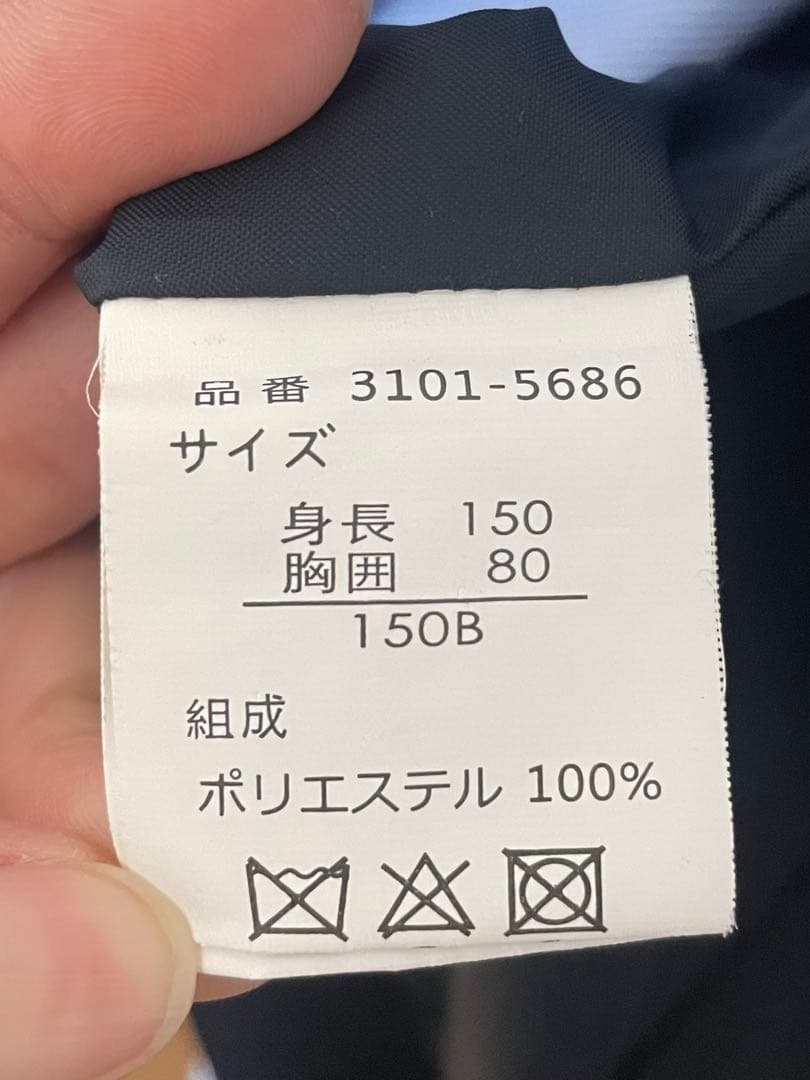 品番 3101-5686
サイズ
身長 150
胸囲 80
150B
組成
ポリエステル 100%